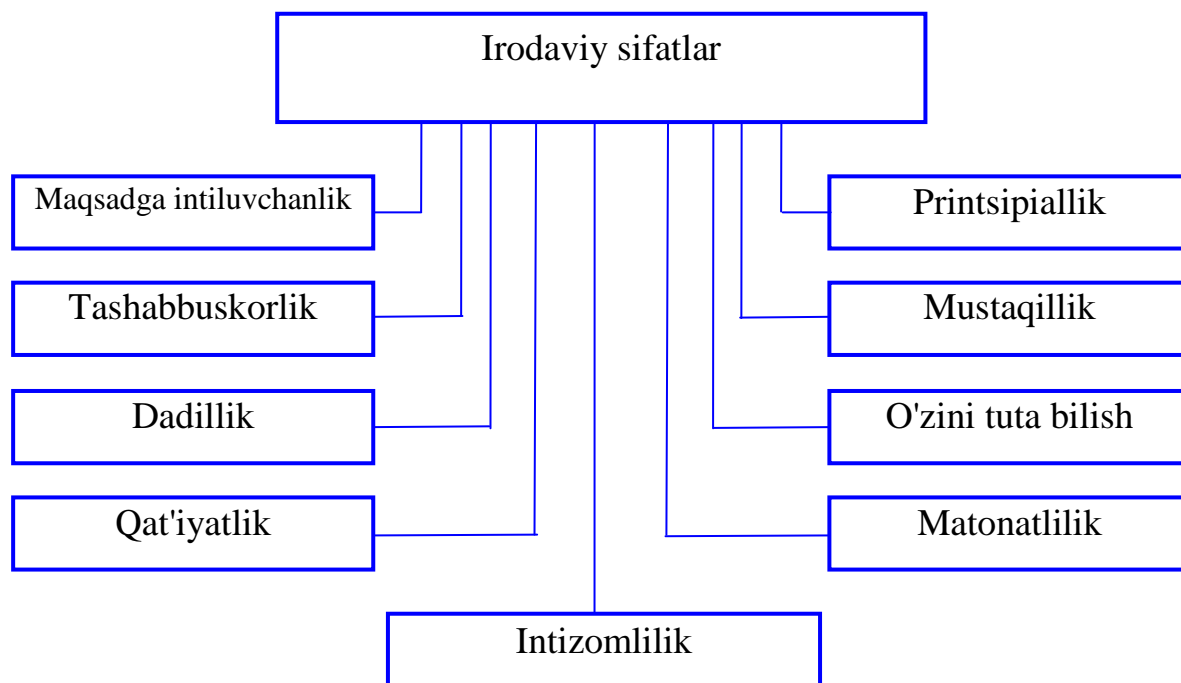 Irodaviy sifatlar
Maqsadga intiluvchanlik
Printsipiallik
Tashabbuskorlik
Mustaqillik
Dadillik
O'zini tuta bilish
Qat'iyatlik
Matonatlilik
Intizomlilik